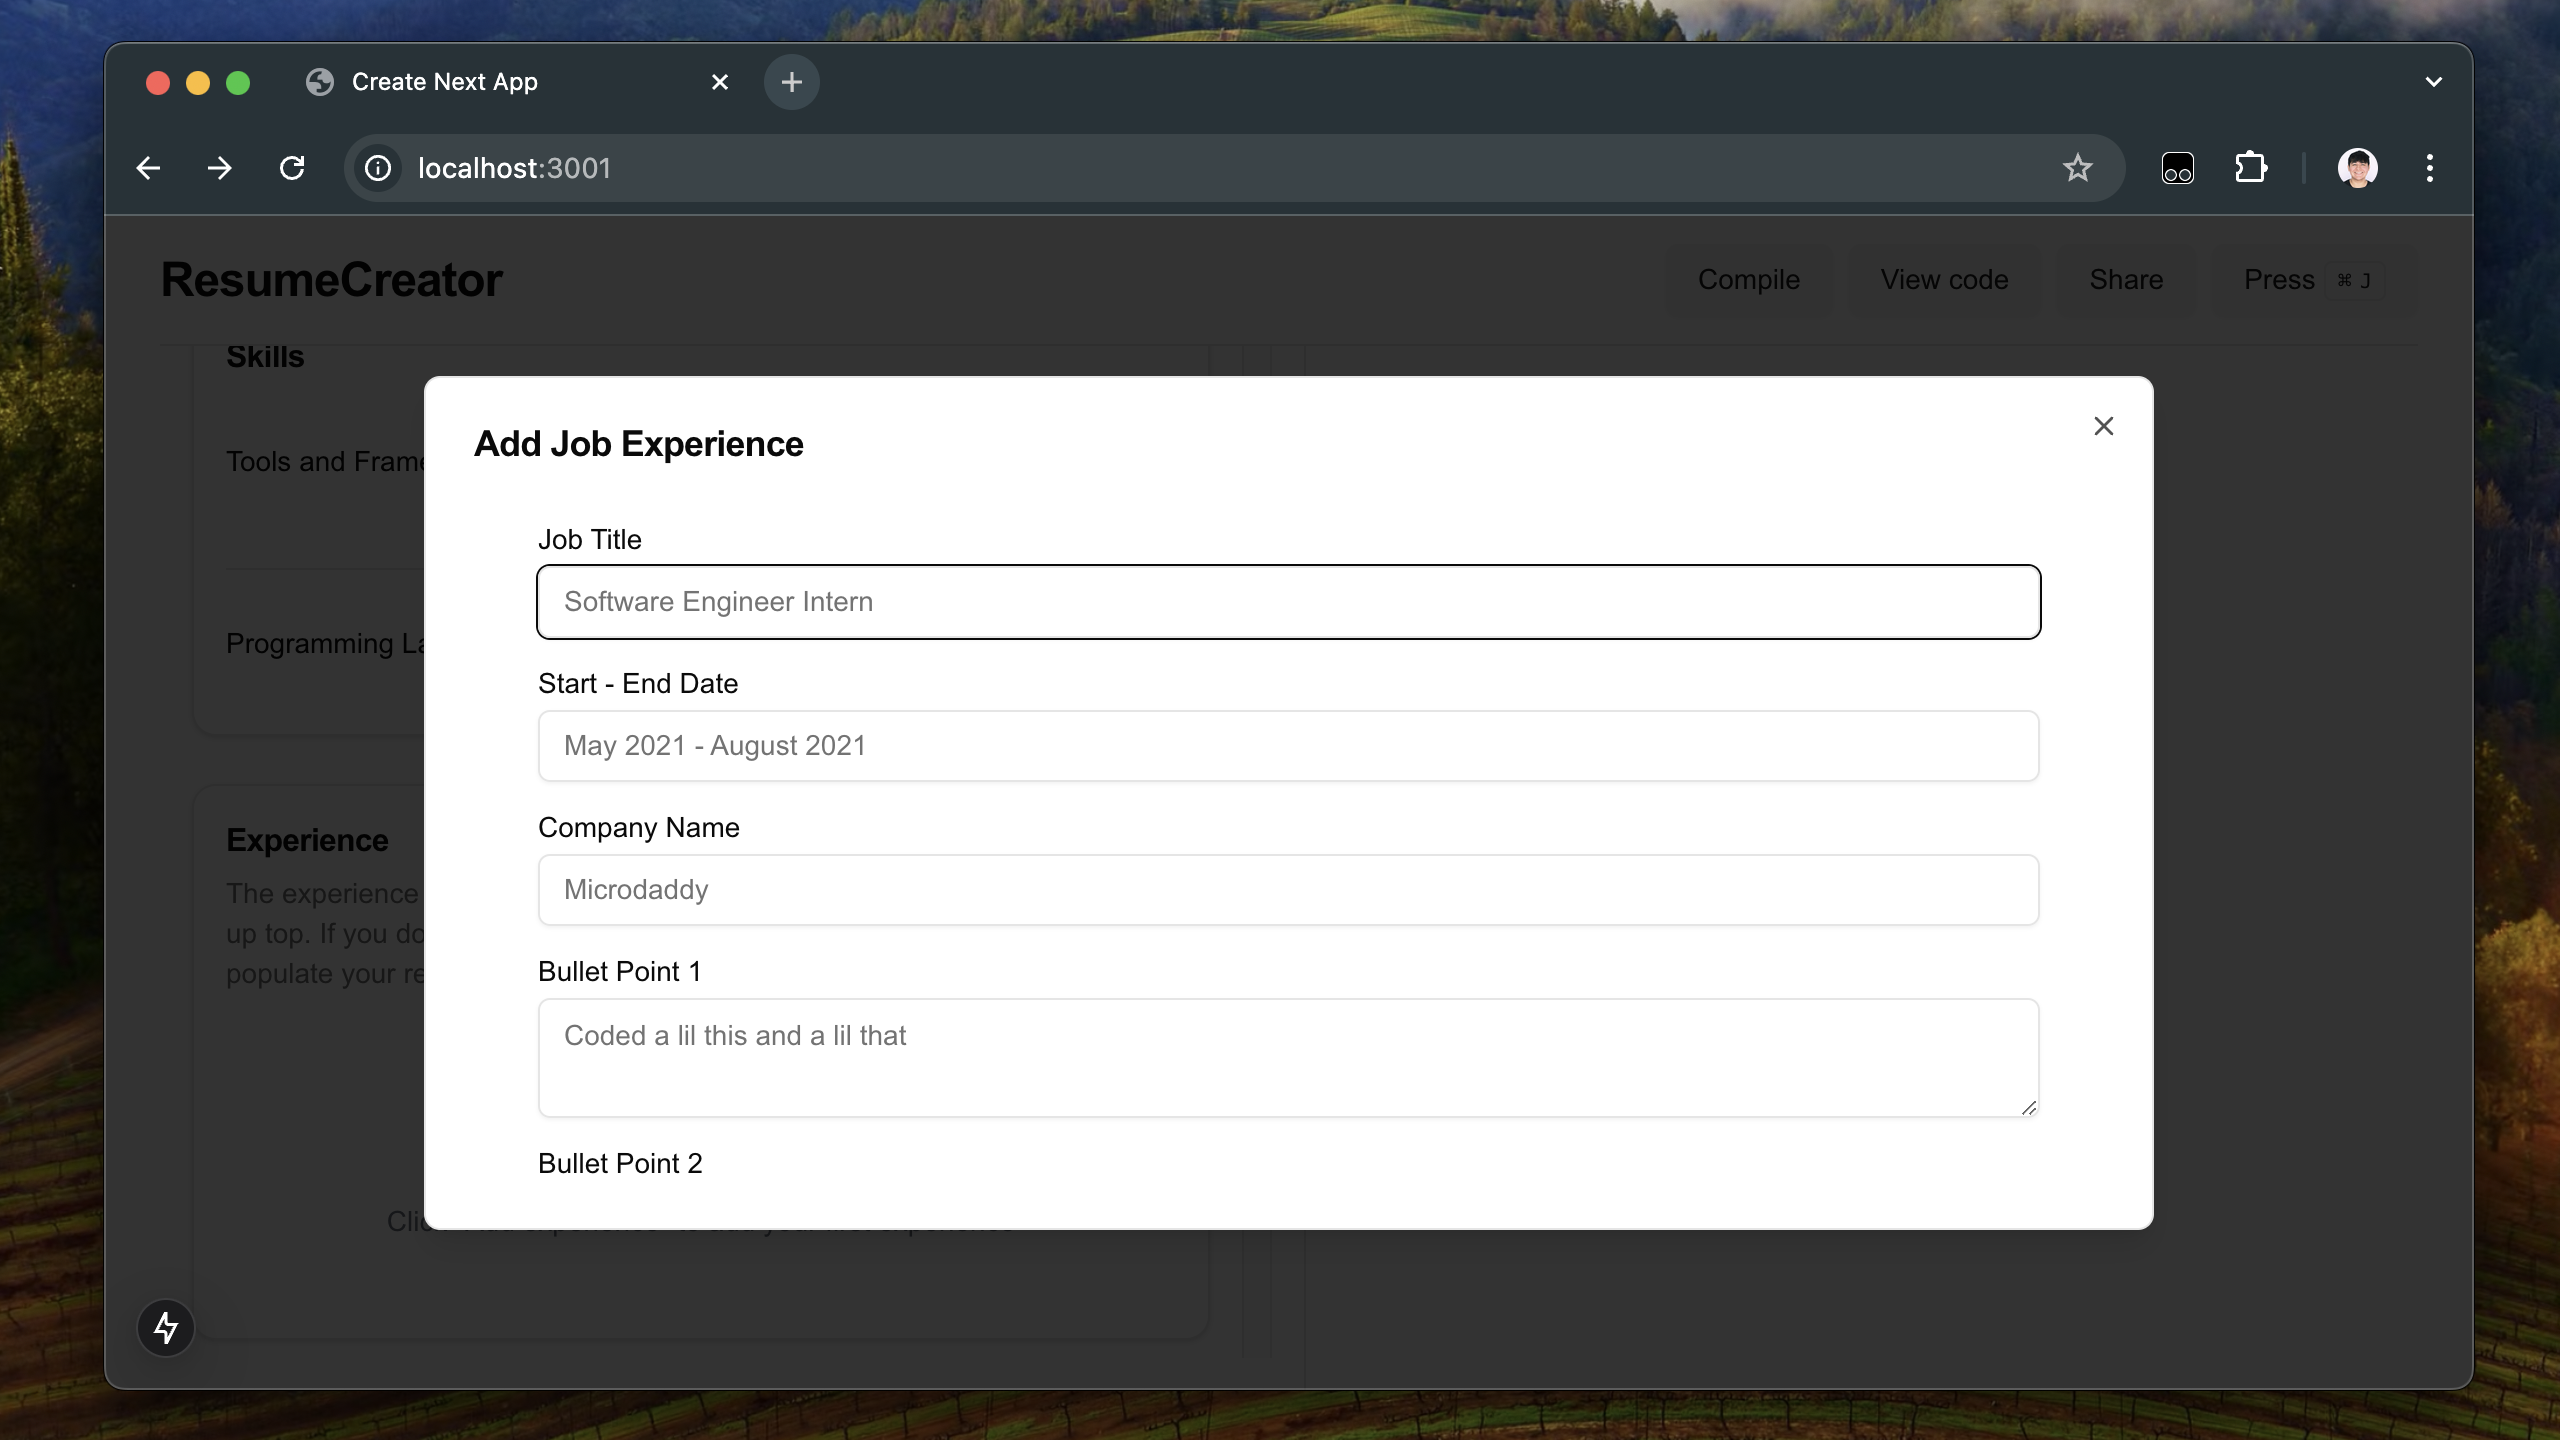 Create Next App
localhost:3001
ResumeCreator
Compile
View code
Share
Press ⌘ J
Skills
Tools and Frame
Programming La
Experience
The experience
up top. If you do
populate your re
Add Job Experience
Job Title
Software Engineer Intern
Start - End Date
May 2021 - August 2021
Company Name
Microdaddy
Bullet Point 1
Coded a lil this and a lil that
Bullet Point 2